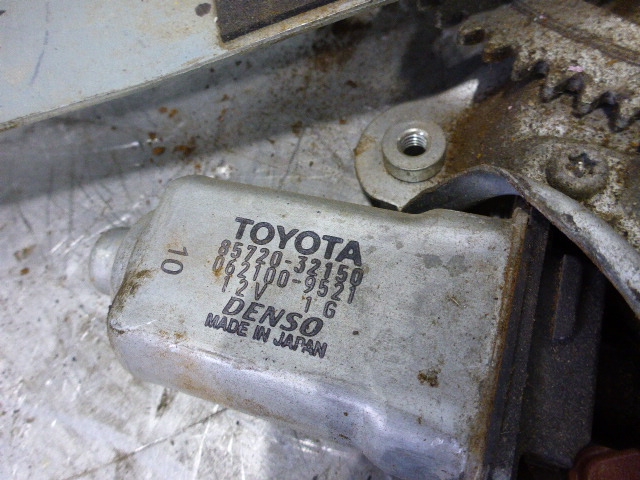 TOYOTA
85720-32150
062100-9521
12V 1G
DENSO
MADE IN JAPAN
10